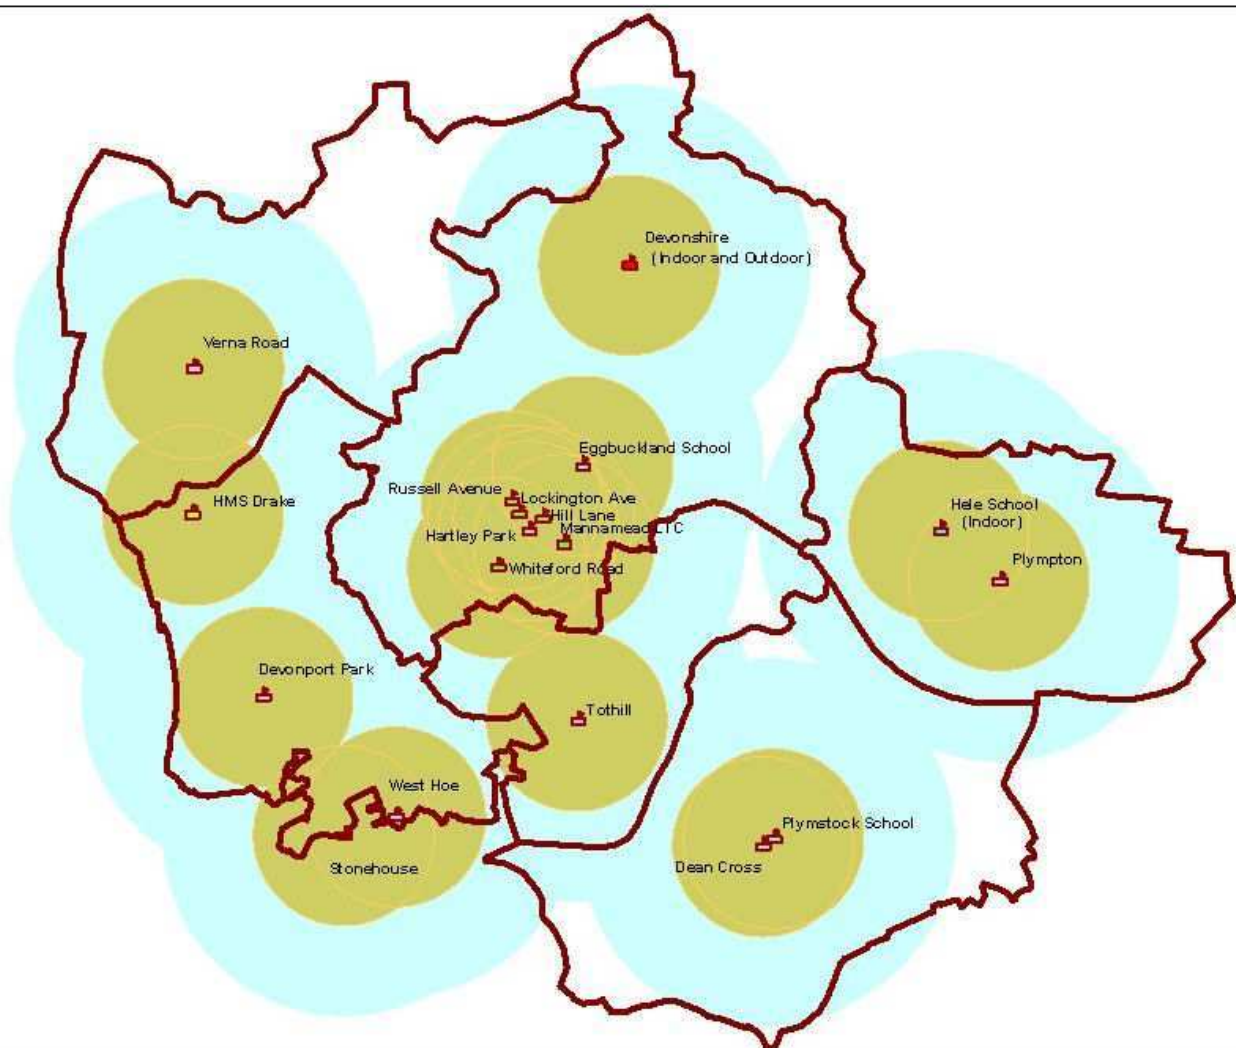 Devonshire
(Indoor and Outdoor)
Verna Road
Eggbuckland School
Russell Avenue
Lockington Ave
HMS Drake
Hill Lane
Hele School
(Indoor)
Hartley Park
Mannamead LTC
Plympton
Whiteford Road
Devonport Park
Tothill
West Hoe
Plymstock School
Stonehouse
Dean Cross